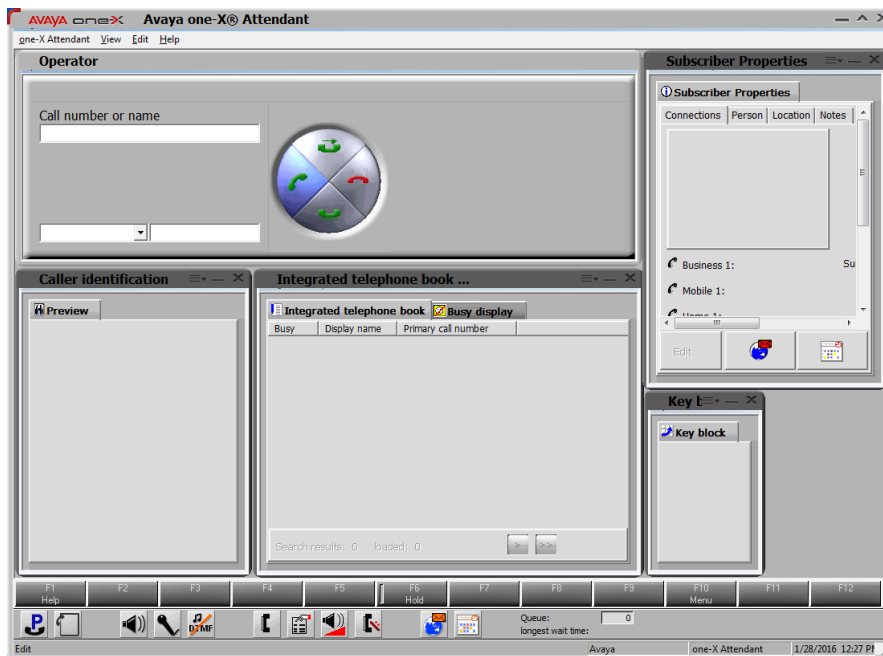 AVAYA one-X Avaya one-X® Attendant
one-X Attendant View Edit Help
Operator
Call number or name
Subscriber Properties
Subscriber Properties
Connections Person Location Notes
Business 1: Su
Mobile 1:
Home 1:
Edit
Caller identification
Preview
Integrated telephone book ...
Integrated telephone book Busy display
Busy Display name Primary call number
Search results: 0 loaded: 0
> >>
Key b
Key block
F1 F2 F3 F4 F5 F6 F7 F8 F9 F10 F11 F12
Help Hold Menu
DTMF
Queue: 0
longest wait time:
Edit Avaya one-X Attendant 1/28/2016 12:27 PM